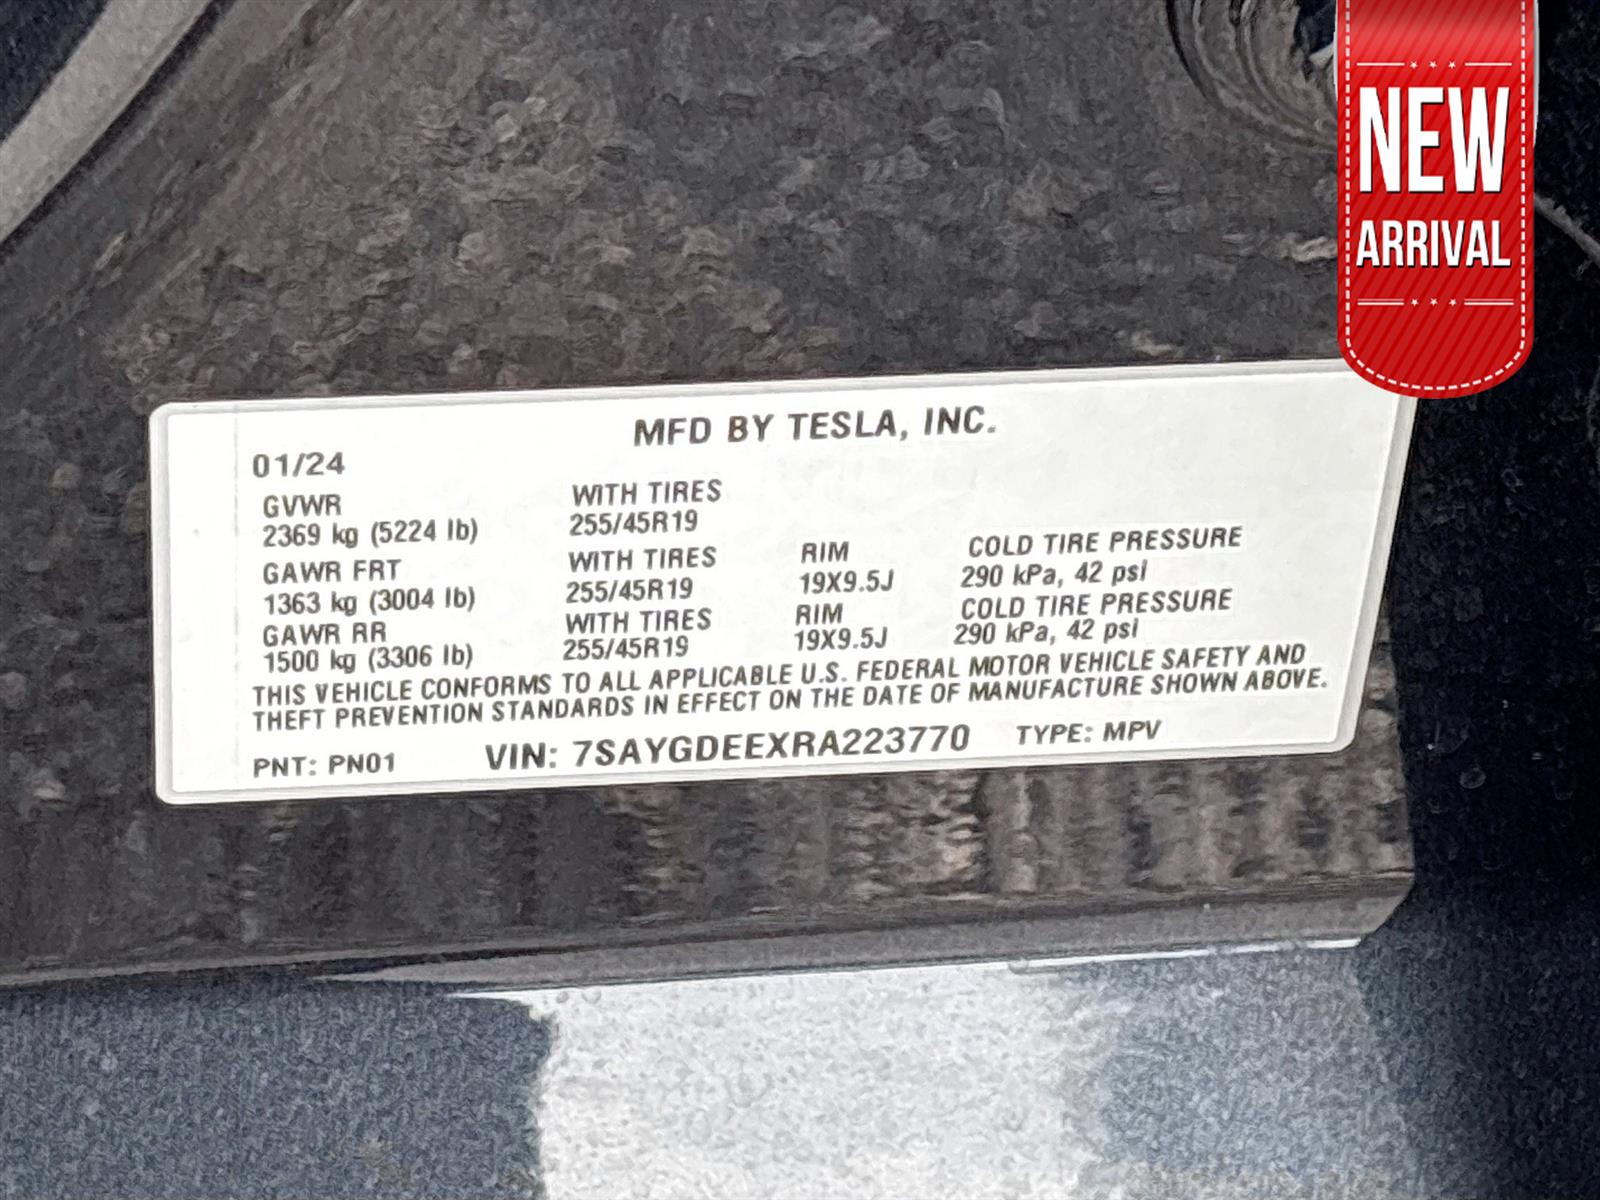 NEW
ARRIVAL
MFD BY TESLA, INC.
01/24
GVWR WITH TIRES
2369 kg (5224 lb) 255/45R19
GAWR FRT WITH TIRES RIM COLD TIRE PRESSURE
1363 kg (3004 lb) 255/45R19 19X9.5J 290 kPa, 42 psi
GAWR RR WITH TIRES RIM COLD TIRE PRESSURE
1500 kg (3306 lb) 255/45R19 19X9.5J 290 kPa, 42 psi
THIS VEHICLE CONFORMS TO ALL APPLICABLE U.S. FEDERAL MOTOR VEHICLE SAFETY AND
THEFT PREVENTION STANDARDS IN EFFECT ON THE DATE OF MANUFACTURE SHOWN ABOVE.
PNT: PN01 VIN: 7SAYGDEEXRA223770 TYPE: MPV